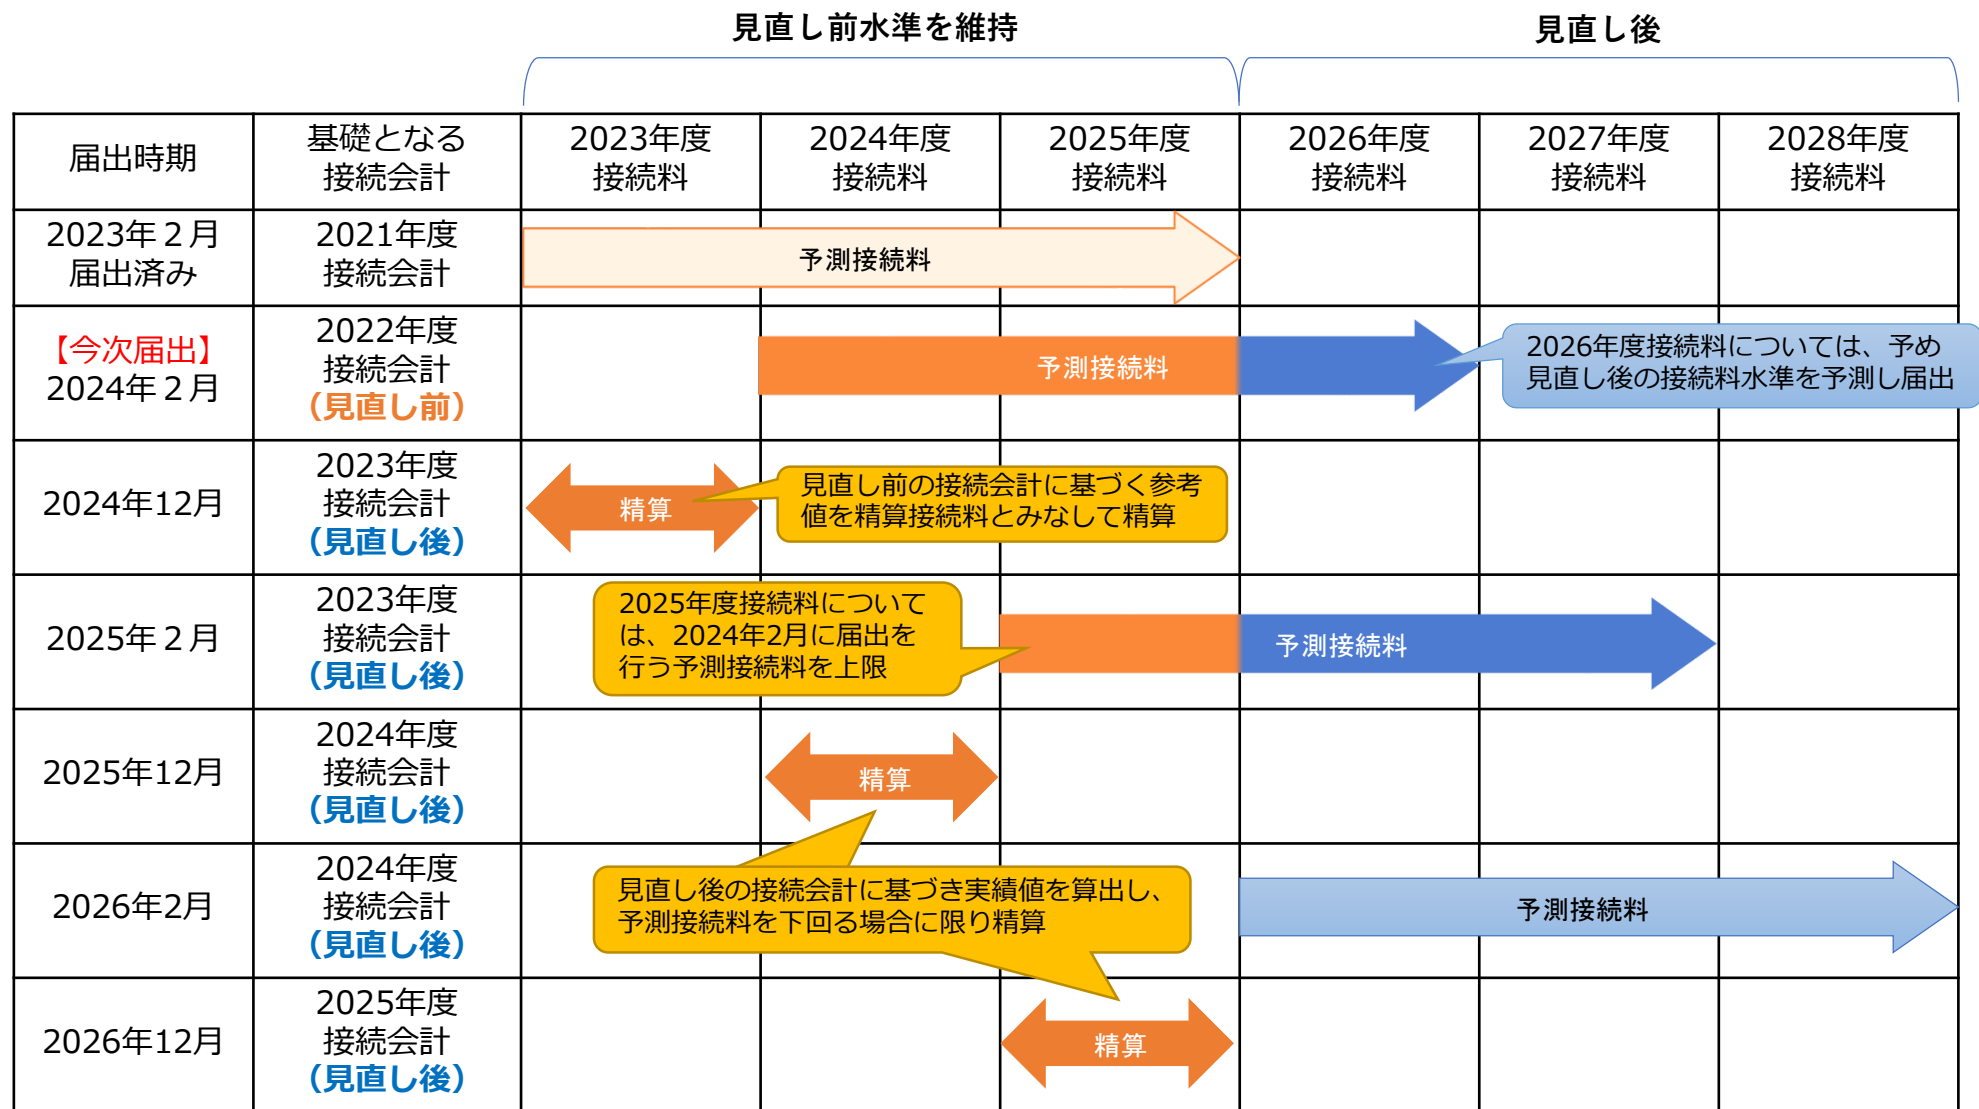 見直し前水準を維持
見直し後
届出時期
基礎となる
接続会計
2023年度
接続料
2024年度
接続料
2025年度
接続料
2026年度
接続料
2027年度
接続料
2028年度
接続料
2023年２月
届出済み
2021年度
接続会計
予測接続料
【今次届出】
2024年２月
2022年度
接続会計
（見直し前）
予測接続料
2026年度接続料については、予め
見直し後の接続料水準を予測し届出
2024年12月
2023年度
接続会計
（見直し後）
精算
見直し前の接続会計に基づく参考
値を精算接続料とみなして精算
2025年２月
2023年度
接続会計
（見直し後）
2025年度接続料について
は、2024年2月に届出を
行う予測接続料を上限
予測接続料
2025年12月
2024年度
接続会計
（見直し後）
精算
2026年2月
2024年度
接続会計
（見直し後）
見直し後の接続会計に基づき実績値を算出し、
予測接続料を下回る場合に限り精算
予測接続料
2026年12月
2025年度
接続会計
（見直し後）
精算